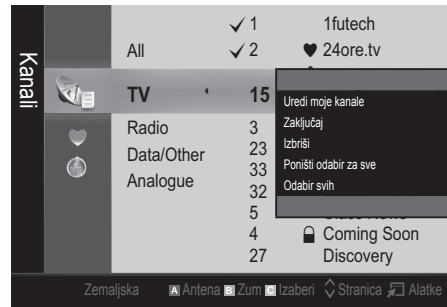 Kanali
All
TV
Radio
Data/Other
Analogue
1 1futech
2 24ore.tv
15
3
23
33
32
5
4 Coming Soon
27 Discovery
Uredi moje kanale
Zaključaj
Izbriši
Poništi odabir za sve
Odabir svih
Zemaljska A Antena B Zum C Izaberi Stranica Alatke